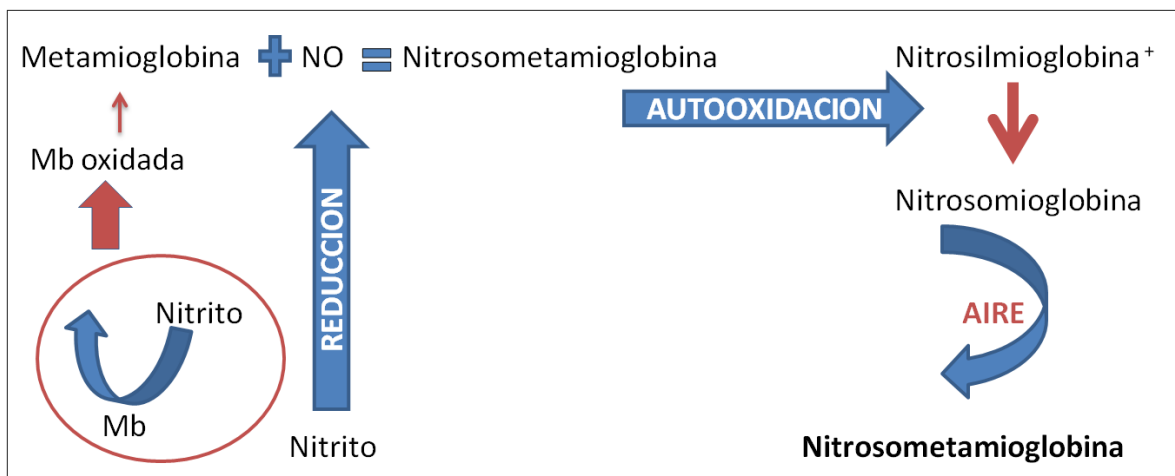 Metamioglobina + NO = Nitrosometamioglobina
Nitrosilmioglobina⁺
AUTOOXIDACION
Mb oxidada
REDUCCION
Nitrosomioglobina
Nitrito
AIRE
Mb
Nitrito
Nitrosometamioglobina